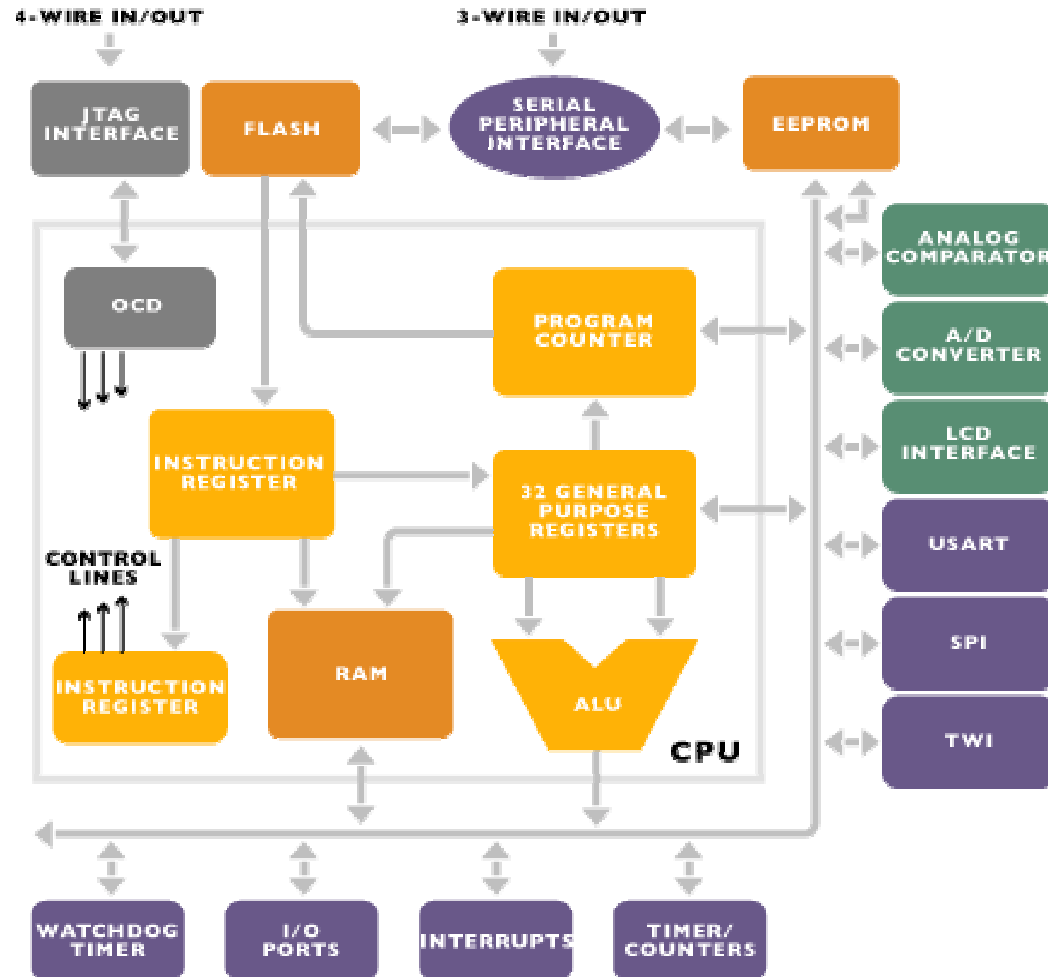 4-WIRE IN/OUT
3-WIRE IN/OUT
JTAG
INTERFACE
FLASH
SERIAL
PERIPHERAL
INTERFACE
EEPROM
ANALOG
COMPARATOR
OCD
PROGRAM
COUNTER
A/D
CONVERTER
LCD
INTERFACE
INSTRUCTION
REGISTER
32 GENERAL
PURPOSE
REGISTERS
USART
CONTROL
LINES
SPI
INSTRUCTION
REGISTER
RAM
ALU
TWI
CPU
WATCHDOG
TIMER
I/O
PORTS
INTERRUPTS
TIMER/
COUNTERS